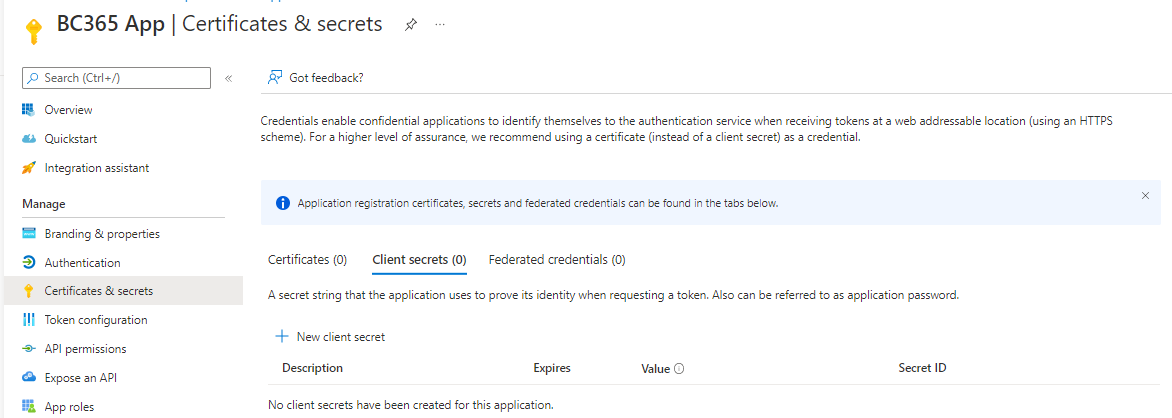 BC365 App | Certificates & secrets
Search (Ctrl+/)
Overview
Quickstart
Integration assistant
Manage
Branding & properties
Authentication
Certificates & secrets
Token configuration
API permissions
Expose an API
App roles
Got feedback?
Credentials enable confidential applications to identify themselves to the authentication service when receiving tokens at a web addressable location (using an HTTPS
scheme). For a higher level of assurance, we recommend using a certificate (instead of a client secret) as a credential.
Application registration certificates, secrets and federated credentials can be found in the tabs below.
Certificates (0) Client secrets (0) Federated credentials (0)
A secret string that the application uses to prove its identity when requesting a token. Also can be referred to as application password.
New client secret
Description Expires Value Secret ID
No client secrets have been created for this application.